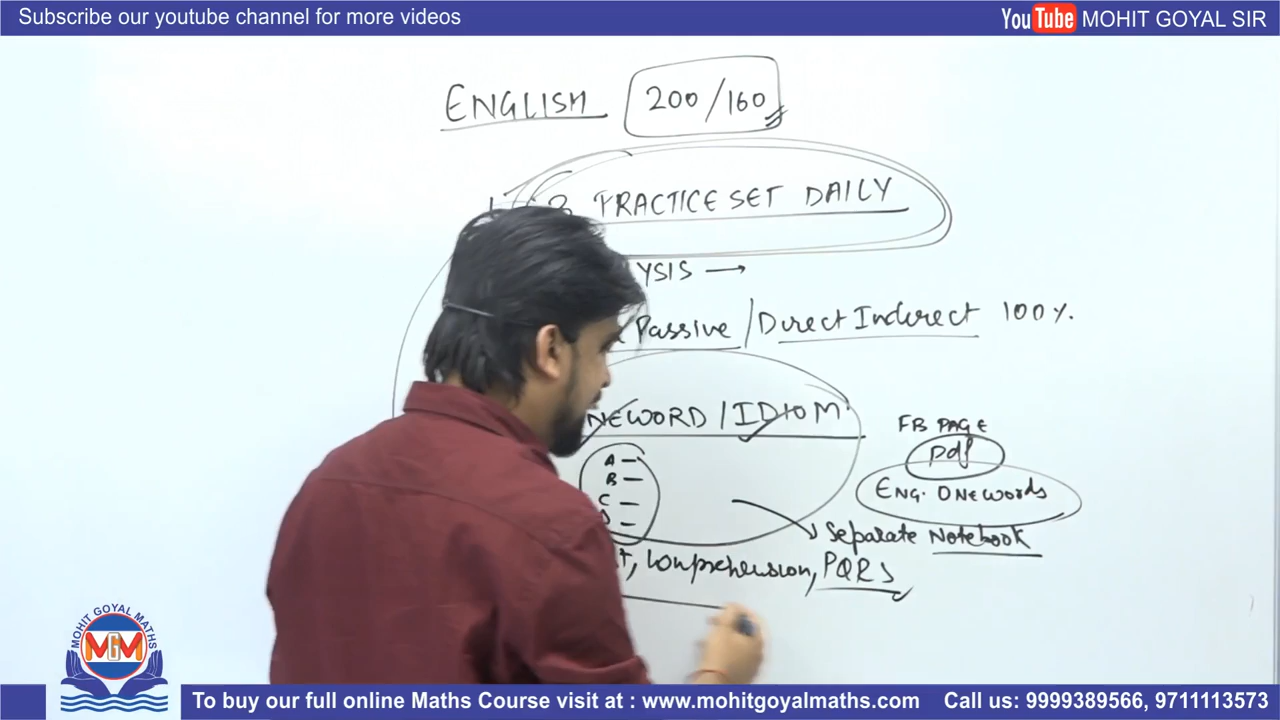 Subscribe our youtube channel for more videos
YouTube MOHIT GOYAL SIR
ENGLISH 200/160
PRACTICE SET DAILY
YSIS →
Passive / Direct Indirect 100%.
NEWORD / IDIOM
A —
B —
C —
D —
FB PAGE
pdf
ENG. ONEWORDS
Separate Notebook
Comprehension, PQRS
MOHIT GOYAL MATHS
MGM
To buy our full online Maths Course visit at : www.mohitgoyalmaths.com Call us: 9999389566, 9711113573